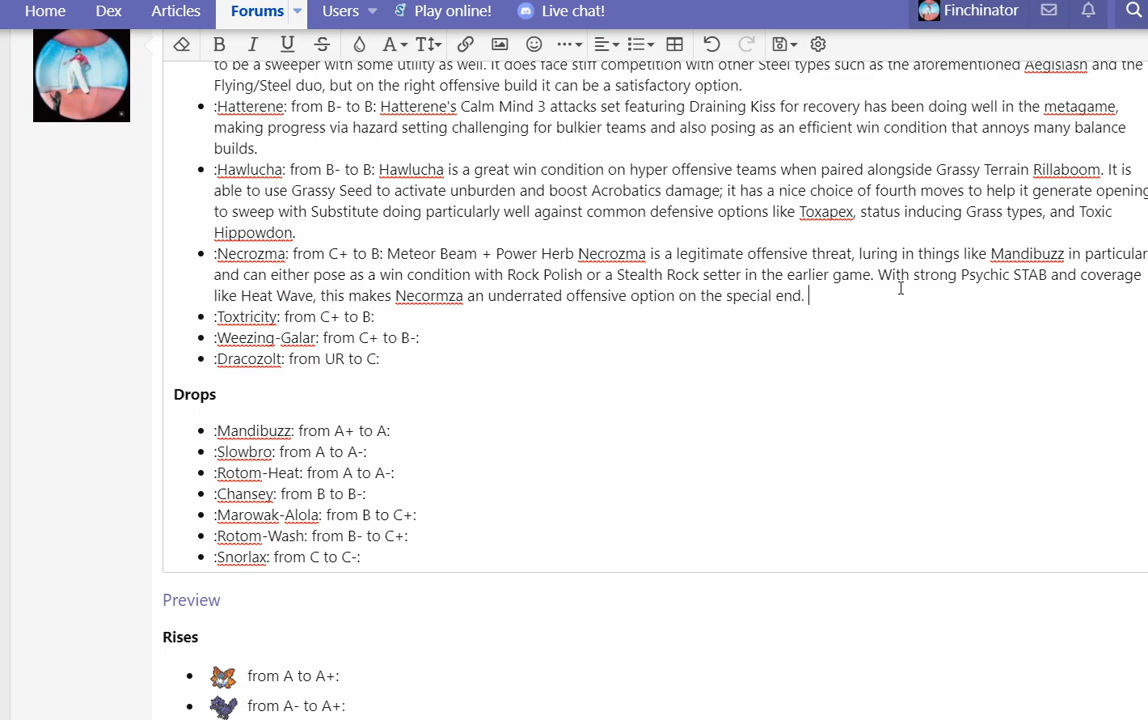 Home Dex Articles Forums Users Play online! Live chat! Finchinator
to be a sweeper with some utility as well. It does face stiff competition with other Steel types such as the aforementioned Aegislash and the
Flying/Steel duo, but on the right offensive build it can be a satisfactory option.
:Hatterene: from B- to B: Hatterene's Calm Mind 3 attacks set featuring Draining Kiss for recovery has been doing well in the metagame,
making progress via hazard setting challenging for bulkier teams and also posing as an efficient win condition that annoys many balance
builds.
:Hawlucha: from B- to B: Hawlucha is a great win condition on hyper offensive teams when paired alongside Grassy Terrain Rillaboom. It is
able to use Grassy Seed to activate unburden and boost Acrobatics damage; it has a nice choice of fourth moves to help it generate opening
to sweep with Substitute doing particularly well against common defensive options like Toxapex, status inducing Grass types, and Toxic
Hippowdon.
:Necrozma: from C+ to B: Meteor Beam + Power Herb Necrozma is a legitimate offensive threat, luring in things like Mandibuzz in particular
and can either pose as a win condition with Rock Polish or a Stealth Rock setter in the earlier game. With strong Psychic STAB and coverage
like Heat Wave, this makes Necormza an underrated offensive option on the special end.
:Toxtricity: from C+ to B:
:Weezing-Galar: from C+ to B-:
:Dracozolt: from UR to C:
Drops
:Mandibuzz: from A+ to A:
:Slowbro: from A to A-:
:Rotom-Heat: from A to A-:
:Chansey: from B to B-:
:Marowak-Alola: from B to C+:
:Rotom-Wash: from B- to C+:
:Snorlax: from C to C-:
Preview
Rises
from A to A+:
from A- to A+: